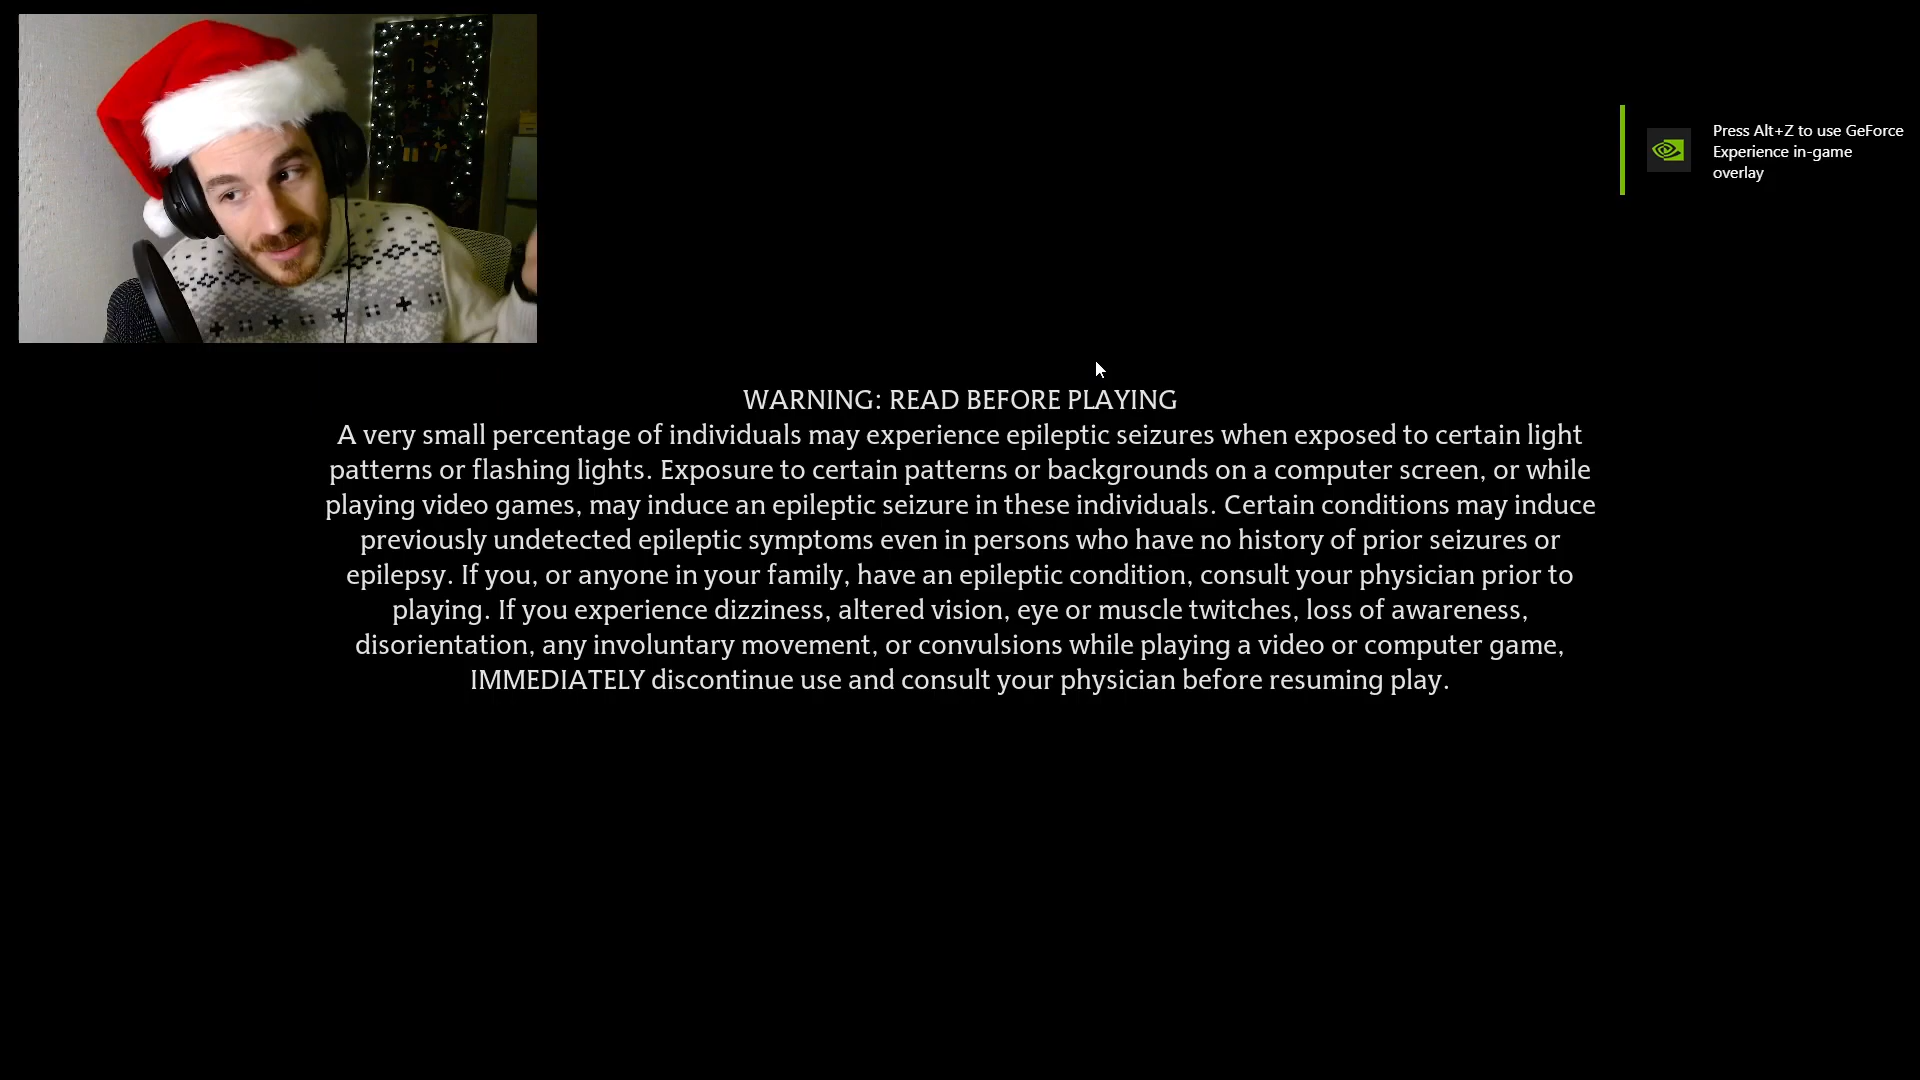 Press Alt+Z to use GeForce
Experience in-game
overlay
WARNING: READ BEFORE PLAYING
A very small percentage of individuals may experience epileptic seizures when exposed to certain light
patterns or flashing lights. Exposure to certain patterns or backgrounds on a computer screen, or while
playing video games, may induce an epileptic seizure in these individuals. Certain conditions may induce
previously undetected epileptic symptoms even in persons who have no history of prior seizures or
epilepsy. If you, or anyone in your family, have an epileptic condition, consult your physician prior to
playing. If you experience dizziness, altered vision, eye or muscle twitches, loss of awareness,
disorientation, any involuntary movement, or convulsions while playing a video or computer game,
IMMEDIATELY discontinue use and consult your physician before resuming play.